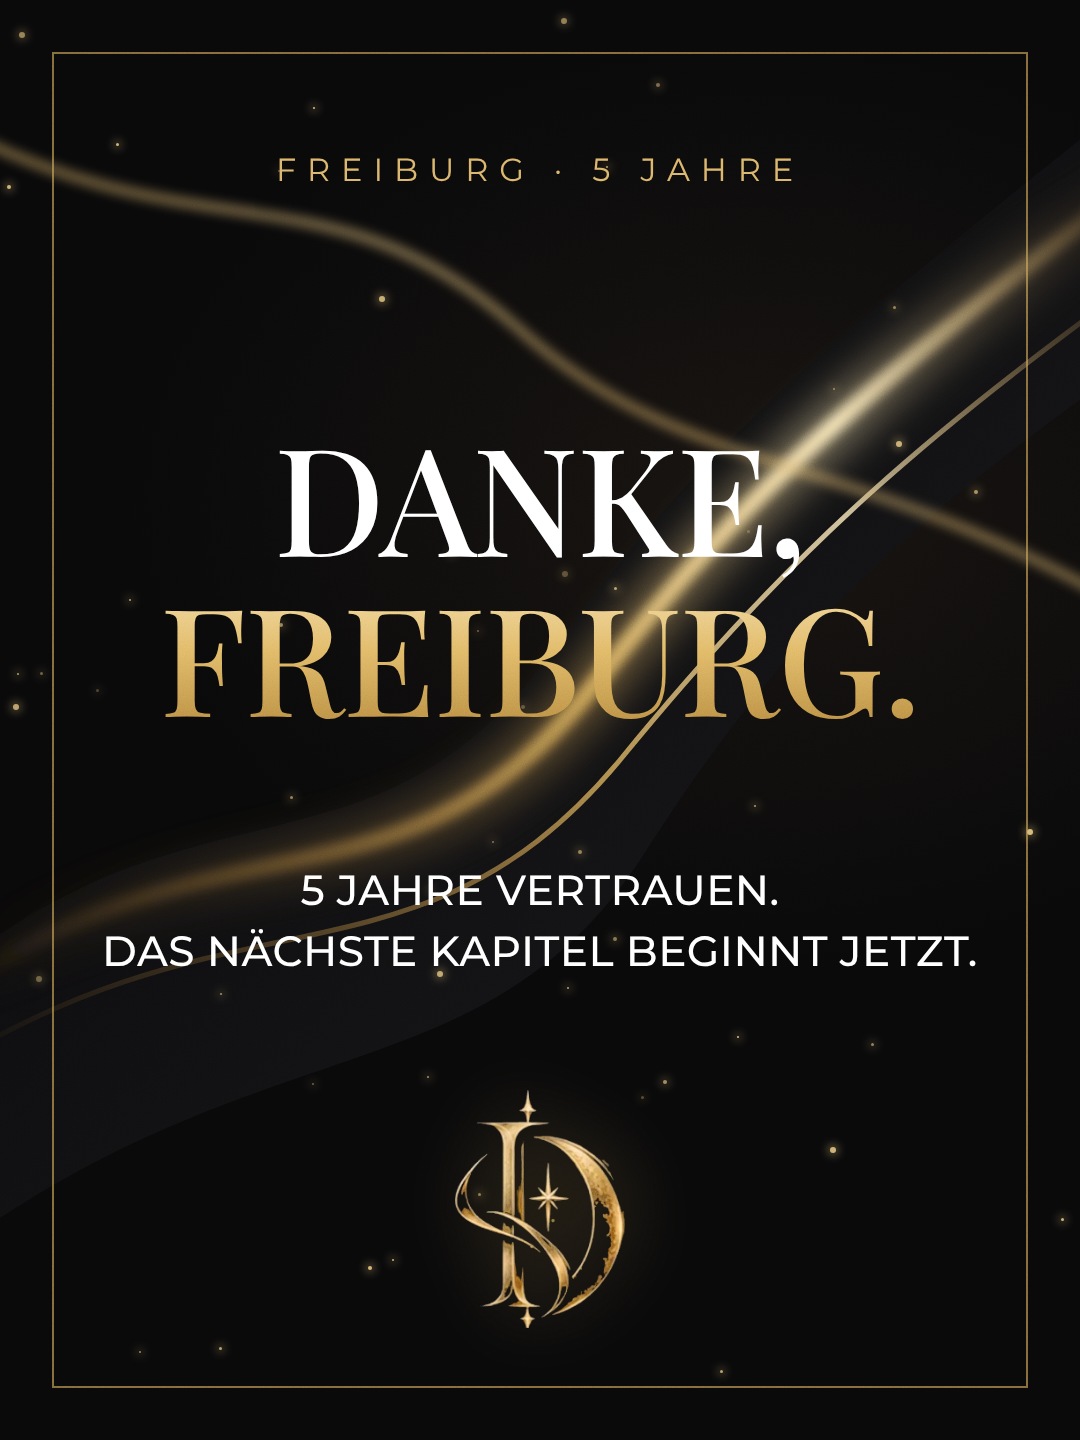 FREIBURG · 5 JAHRE
DANKE,
FREIBURG.
5 JAHRE VERTRAUEN.
DAS NÄCHSTE KAPITEL BEGINNT JETZT.